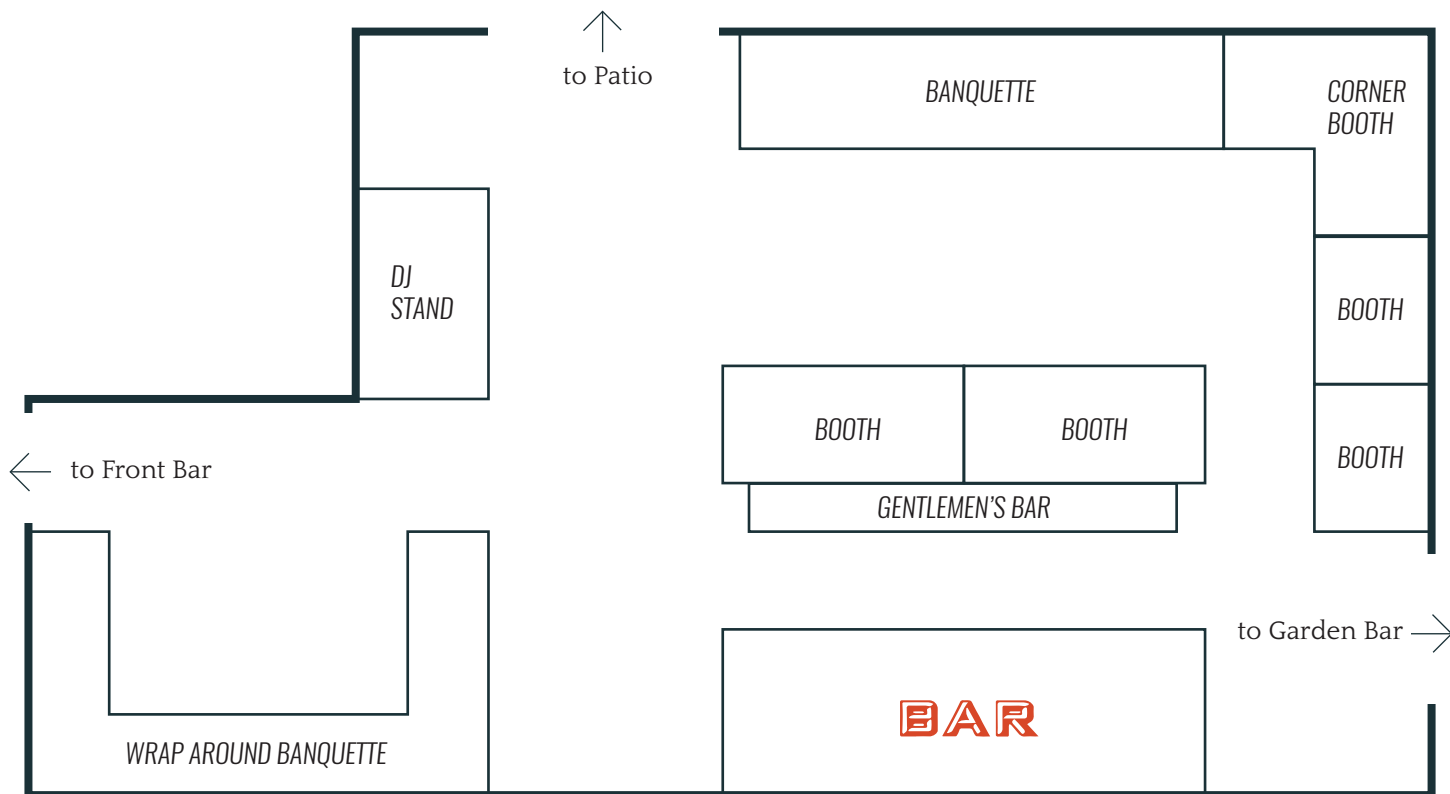 to Patio
BANQUETTE
CORNER
BOOTH
DJ
STAND
BOOTH
BOOTH
BOOTH
BOOTH
to Front Bar
GENTLEMEN'S BAR
to Garden Bar
BAR
WRAP AROUND BANQUETTE